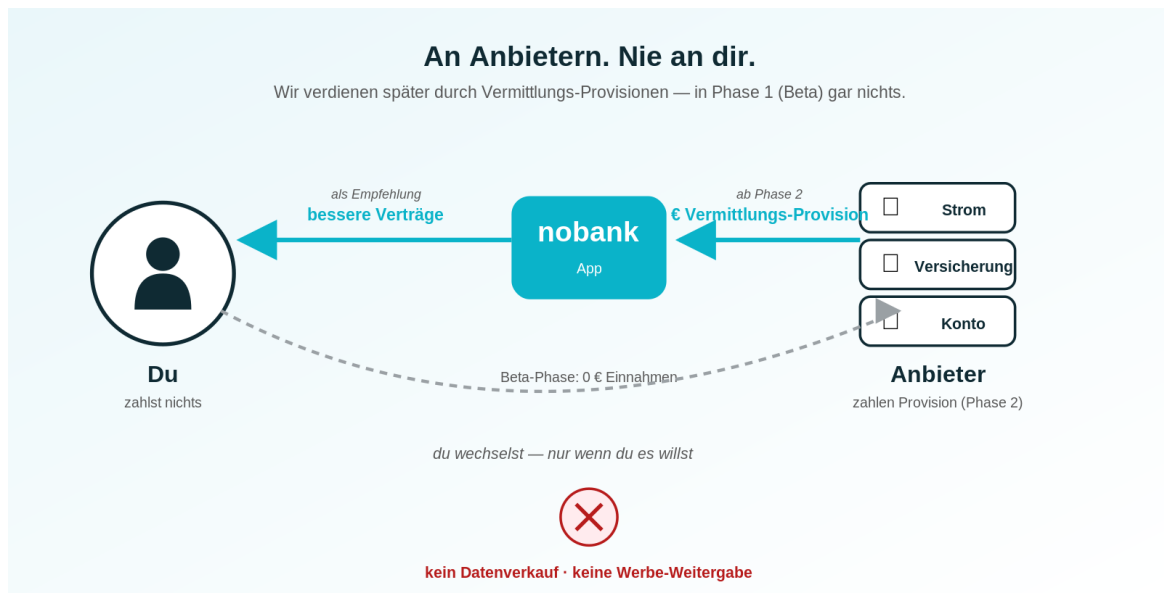 An Anbietern. Nie an dir.
Wir verdienen später durch Vermittlungs-Provisionen — in Phase 1 (Beta) gar nichts.
als Empfehlung
bessere Verträge
nobank
App
ab Phase 2
€ Vermittlungs-Provision
Strom
Versicherung
Konto
Beta-Phase: 0 € Einnahmen
Du
zahlst nichts
Anbieter
zahlen Provision (Phase 2)
du wechselst — nur wenn du es willst
kein Datenverkauf · keine Werbe-Weitergabe